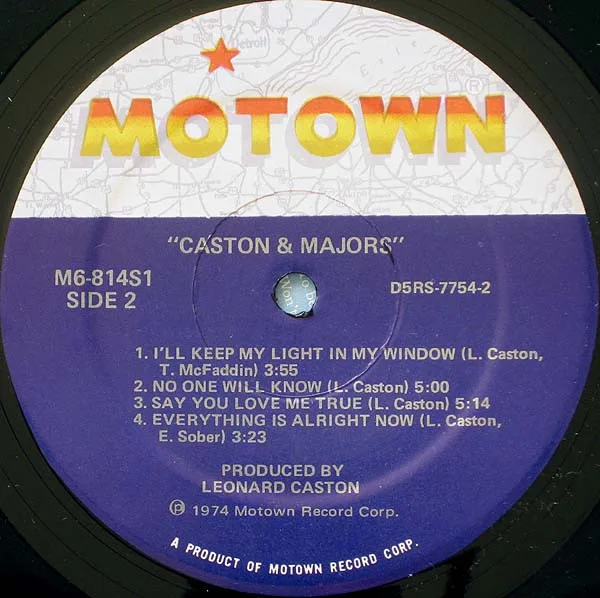 Detroit
Erie
MOTOWN
®
"CASTON & MAJORS"
M6-814S1
SIDE 2
D5RS-7754-2
1. I'LL KEEP MY LIGHT IN MY WINDOW (L. Caston,
T. McFaddin) 3:55
2. NO ONE WILL KNOW (L. Caston) 5:00
3. SAY YOU LOVE ME TRUE (L. Caston) 5:14
4. EVERYTHING IS ALRIGHT NOW (L. Caston,
E. Sober) 3:23
PRODUCED BY
LEONARD CASTON
℗ 1974 Motown Record Corp.
A PRODUCT OF MOTOWN RECORD CORP.